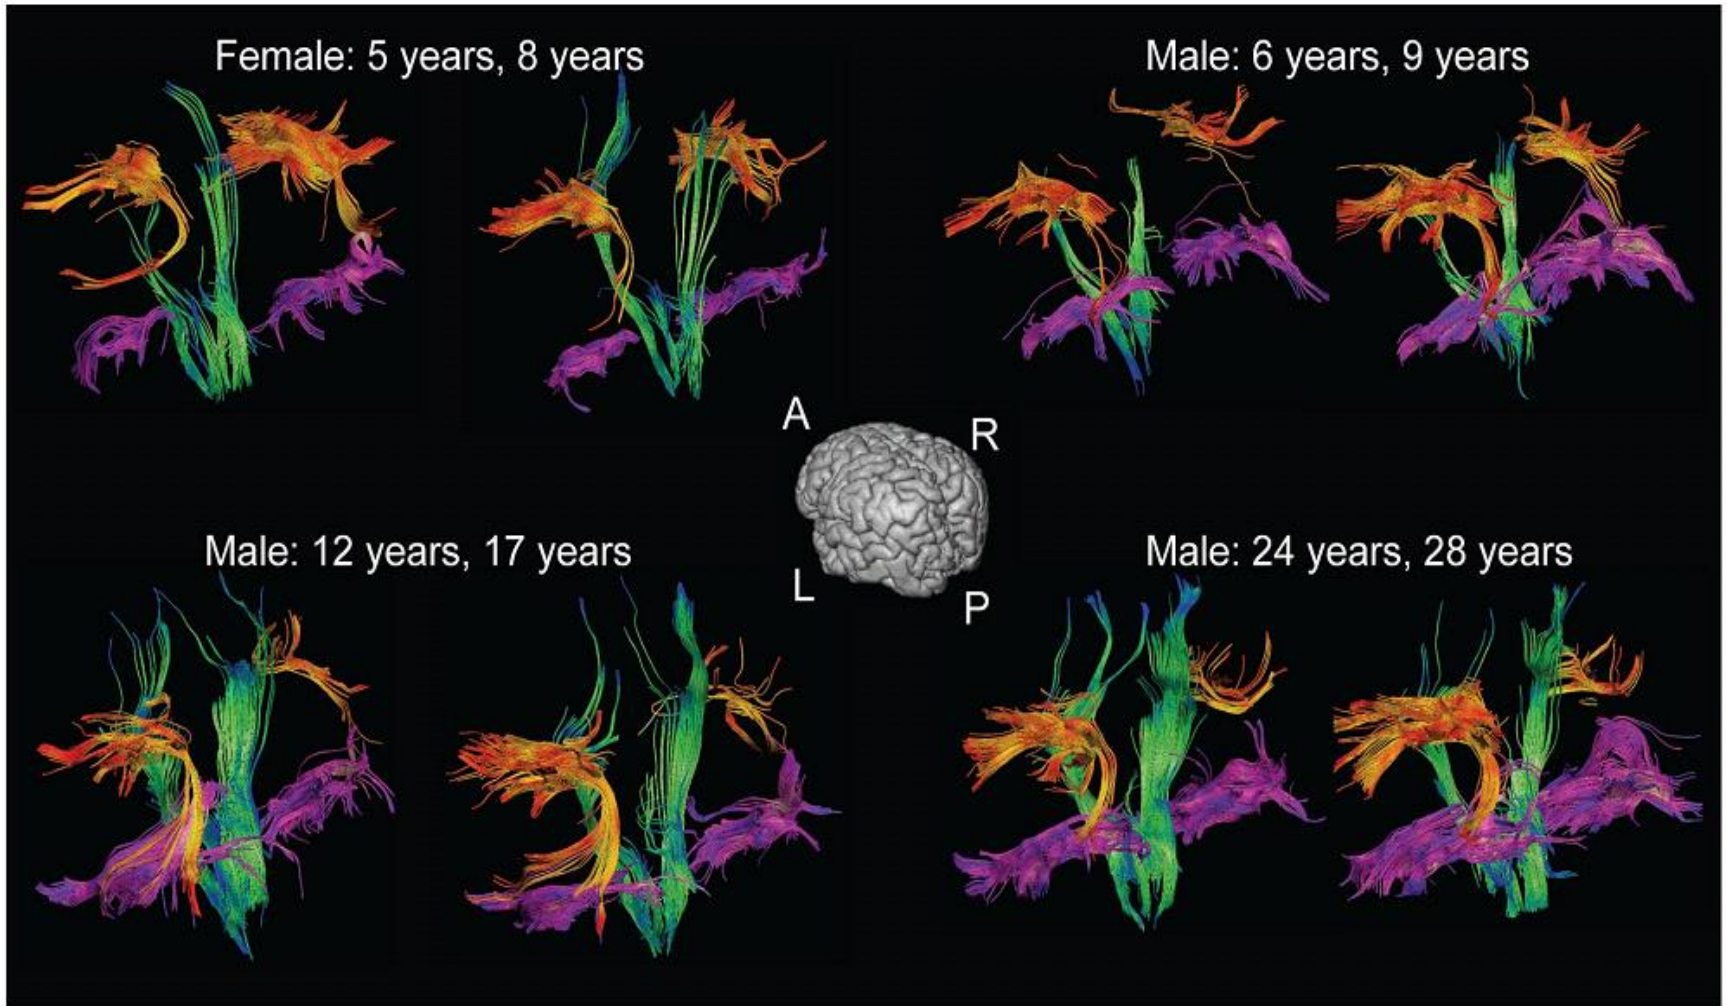 Female: 5 years, 8 years
Male: 6 years, 9 years
A
R
L
P
Male: 12 years, 17 years
Male: 24 years, 28 years